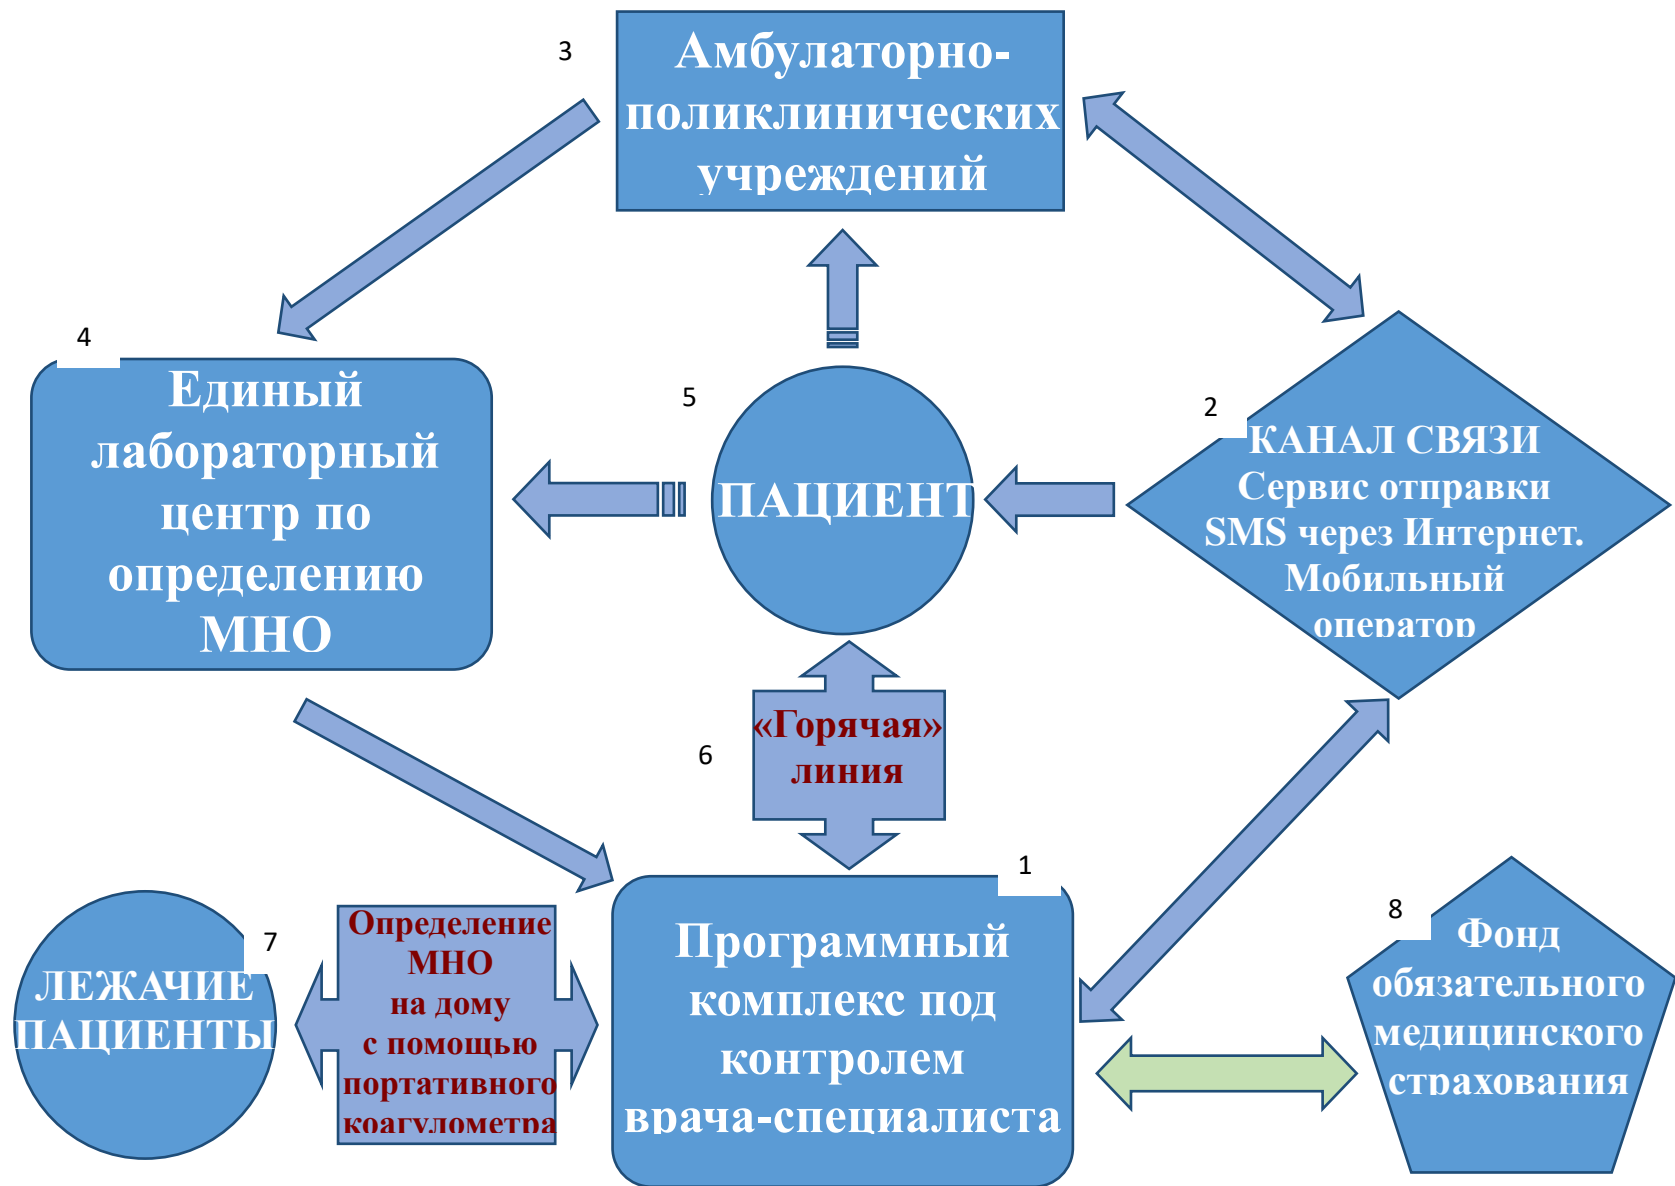 3
Амбулаторно-
поликлинических
учреждений
4
Единый
лабораторный
центр по
определению
МНО
5
ПАЦИЕНТ
2
КАНАЛ СВЯЗИ
Сервис отправки
SMS через Интернет.
Мобильный
оператор
6
«Горячая»
линия
7
ЛЕЖАЧИЕ
ПАЦИЕНТЫ
Определение
МНО
на дому
с помощью
портативного
коагулометра
1
Программный
комплекс под
контролем
врача-специалиста
8
Фонд
обязательного
медицинского
страхования